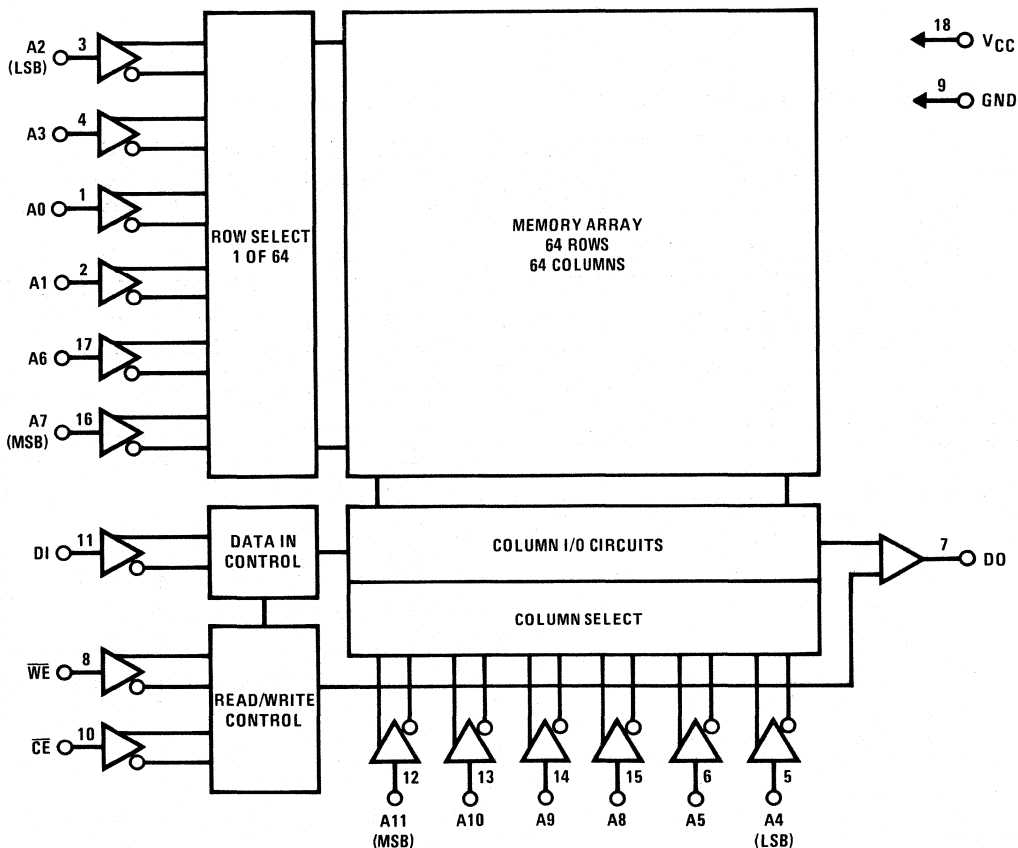 A2 3
(LSB)
18 VCC
9 GND
A3 4
A0 1
ROW SELECT
1 OF 64
MEMORY ARRAY
64 ROWS
64 COLUMNS
A1 2
A6 17
A7 16
(MSB)
DI 11
DATA IN
CONTROL
COLUMN I/O CIRCUITS
7 DO
COLUMN SELECT
WE 8
READ/WRITE
CONTROL
CE 10
12 13 14 15 6 5
A11 A10 A9 A8 A5 A4
(MSB) (LSB)